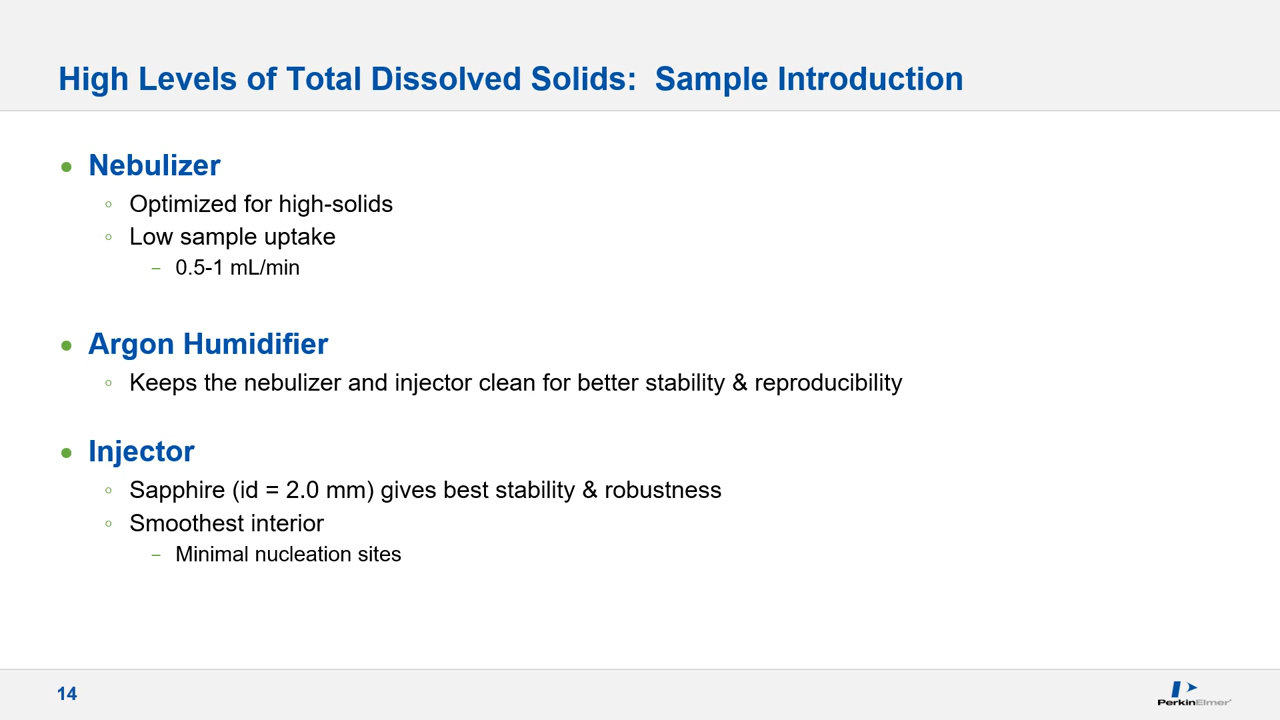 High Levels of Total Dissolved Solids:  Sample Introduction
• Nebulizer
◦ Optimized for high-solids
◦ Low sample uptake
– 0.5-1 mL/min
• Argon Humidifier
◦ Keeps the nebulizer and injector clean for better stability & reproducibility
• Injector
◦ Sapphire (id = 2.0 mm) gives best stability & robustness
◦ Smoothest interior
– Minimal nucleation sites
14
PerkinElmer